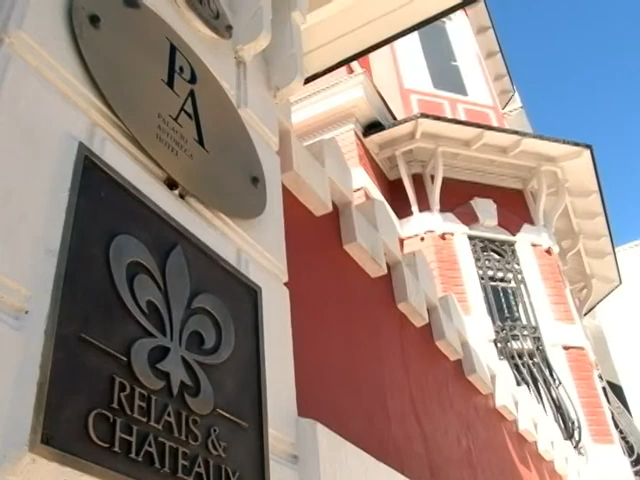 PA
PALACIO
ASTORECA
HOTEL
RELAIS &
CHATEAUX